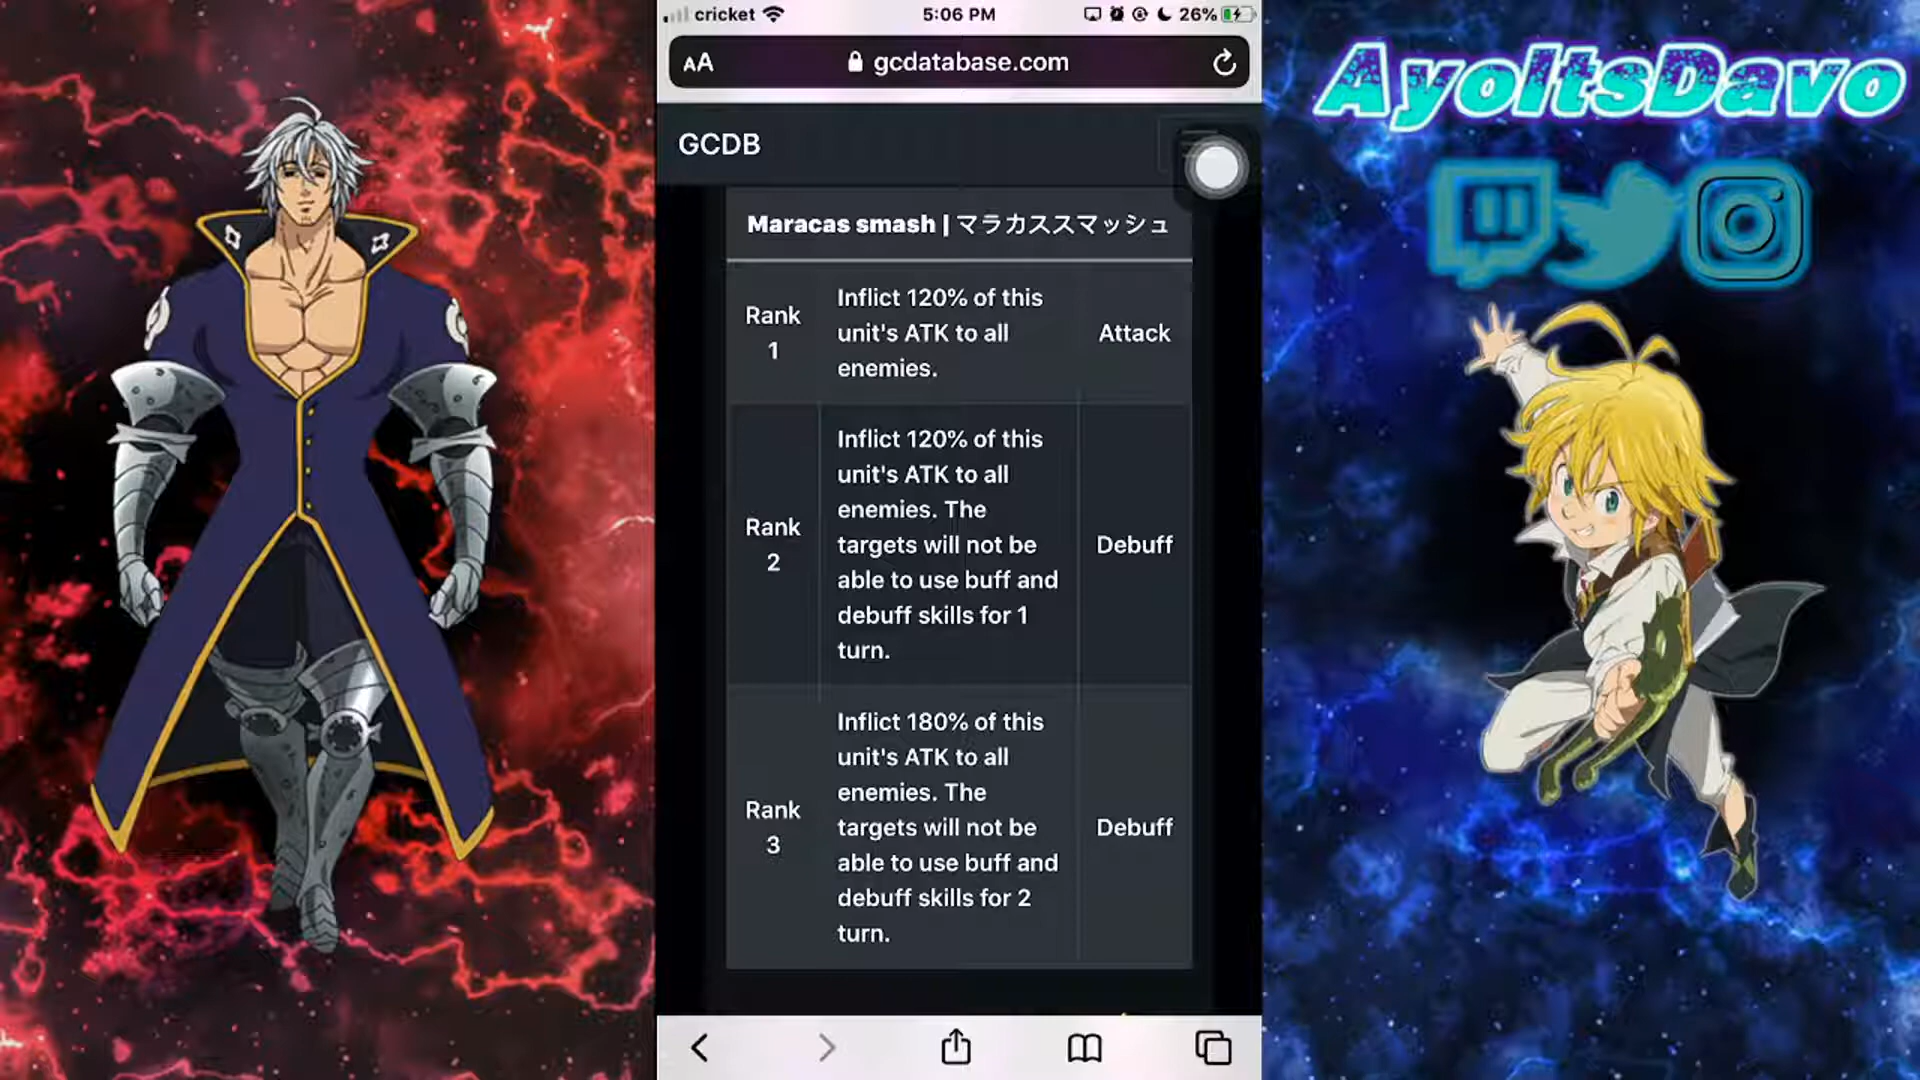 cricket
5:06 PM
26%
AA
gcdatabase.com
AyoItsDavo
GCDB
Maracas smash | マラカススマッシュ
Rank
1
Inflict 120% of this
unit's ATK to all
enemies.
Attack
Rank
2
Inflict 120% of this
unit's ATK to all
enemies. The
targets will not be
able to use buff and
debuff skills for 1
turn.
Debuff
Rank
3
Inflict 180% of this
unit's ATK to all
enemies. The
targets will not be
able to use buff and
debuff skills for 2
turn.
Debuff